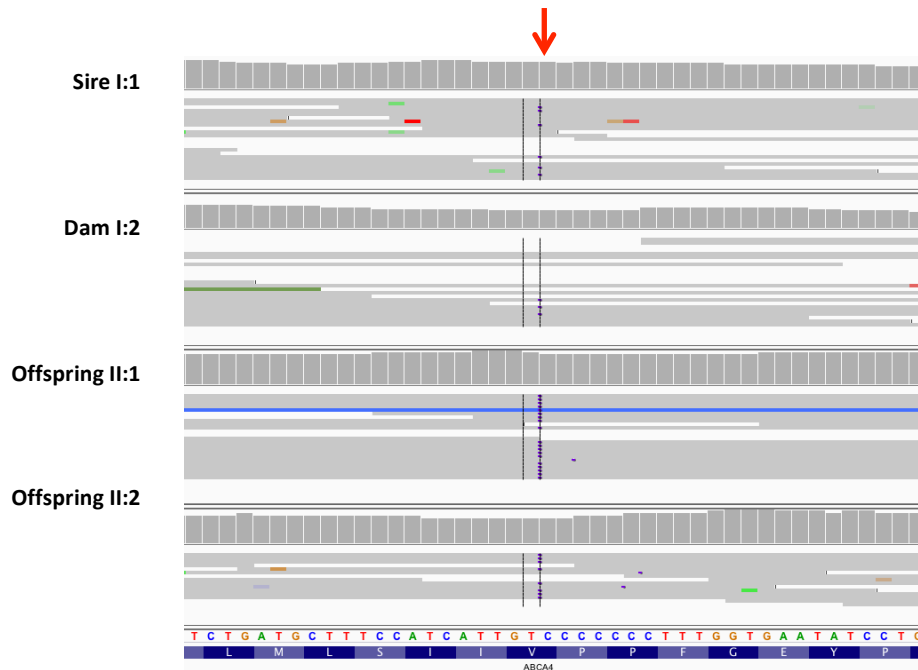 Sire I:1
Dam I:2
Offspring II:1
Offspring II:2
T C T G A T G C T T T C C A T C A T T G T C C C C C C C T T T G G T G A A T A T C C T G
L M L S I I V P P F G E Y P
ABCA4